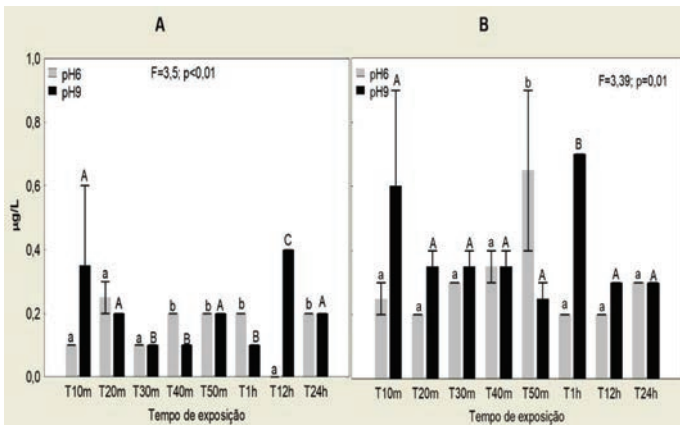 A
B
pH6
pH9
F=3,5; p<0,01
pH6
pH9
F=3,39; p=0,01
1,0
0,8
0,6
0,4
0,2
0,0
µg/L
a A a A a B b B b A b B a C b A
a A a A a A a A b A a B a A a A
T10m T20m T30m T40m T50m T1h T12h T24h
T10m T20m T30m T40m T50m T1h T12h T24h
Tempo de exposição
Tempo de exposição